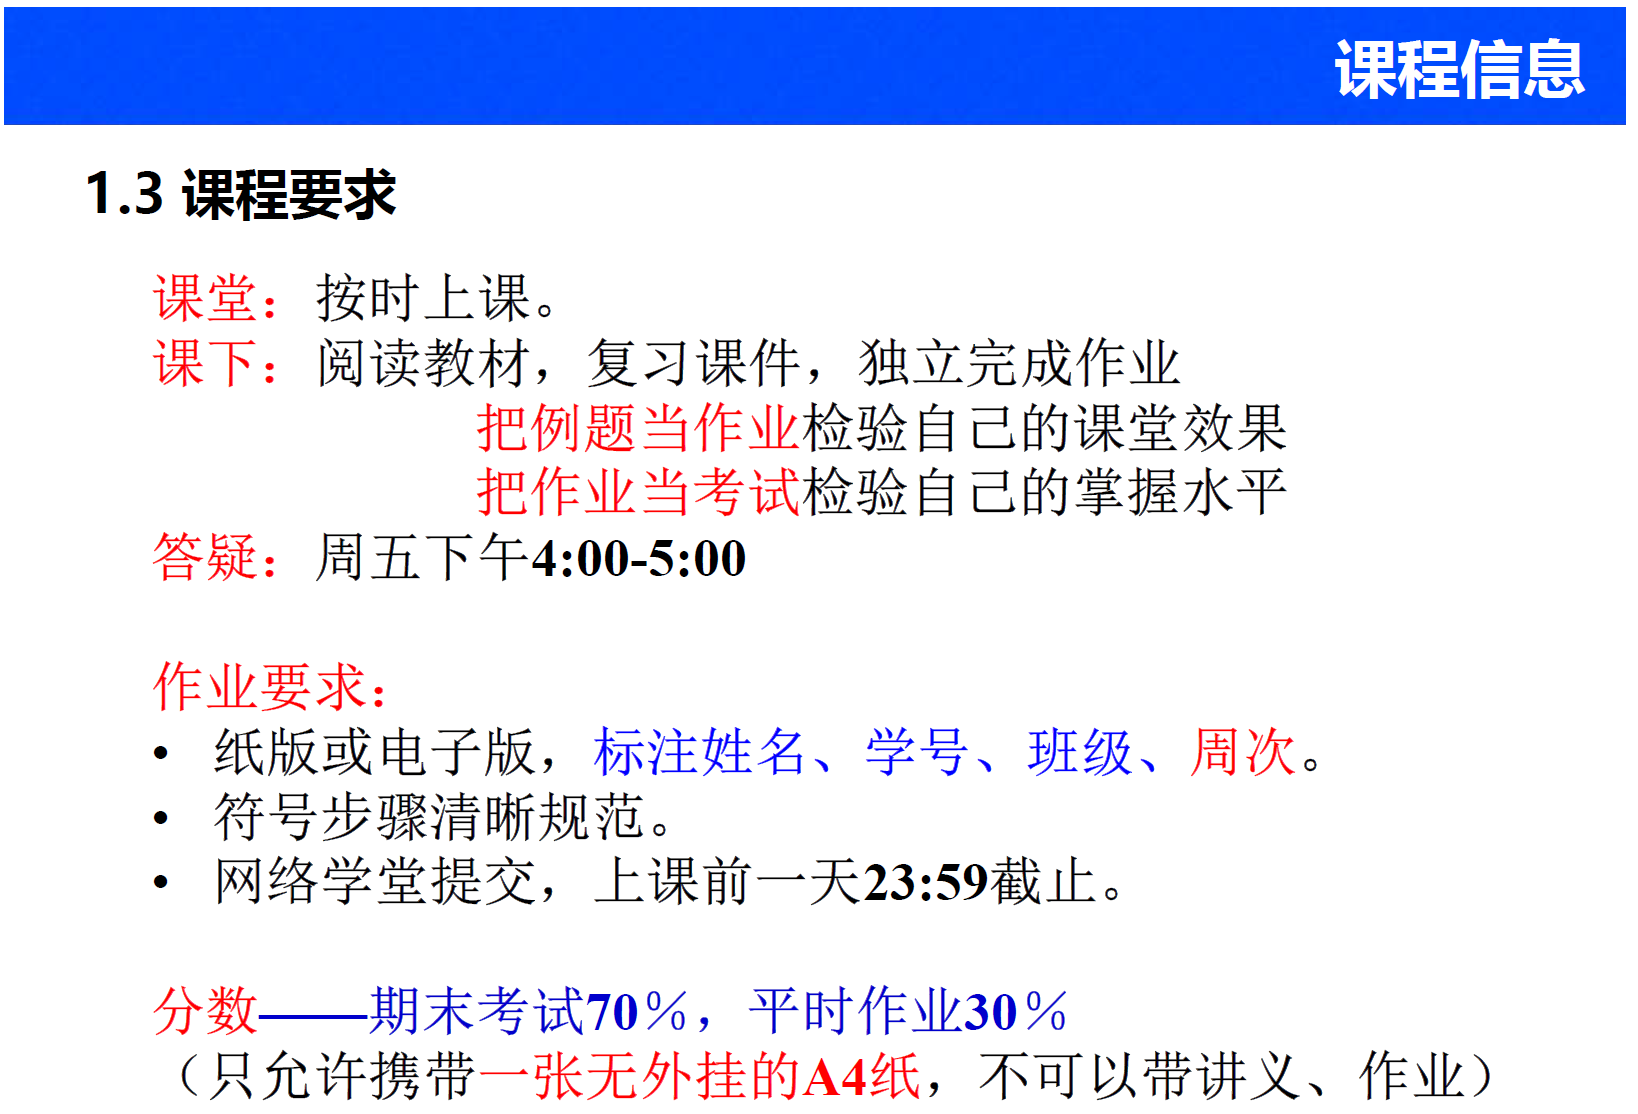 课程信息
1.3 课程要求
课堂：按时上课。
课下：阅读教材，复习课件，独立完成作业
把例题当作业检验自己的课堂效果
把作业当考试检验自己的掌握水平
答疑：周五下午4:00-5:00
作业要求：
• 纸版或电子版，标注姓名、学号、班级、周次。
• 符号步骤清晰规范。
• 网络学堂提交，上课前一天23:59截止。
分数——期末考试70%，平时作业30%
（只允许携带一张无外挂的A4纸，不可以带讲义、作业）